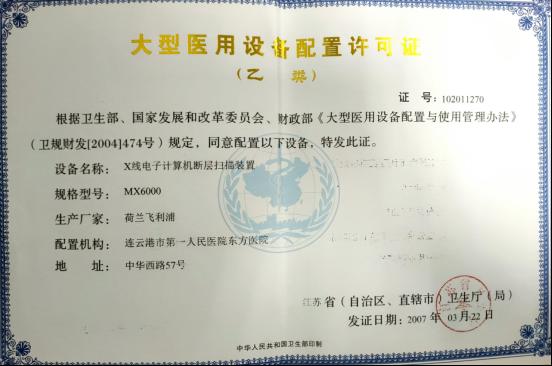 大型医用设备配置许可证
（乙 类）
证 号：102011270
根据卫生部、国家发展和改革委员会、财政部《大型医用设备配置与使用管理办法》
（卫规财发[2004]474号）规定，同意配置以下设备，特发此证。
设备名称： X线电子计算机断层扫描装置
规格型号： MX6000
生产厂家： 荷兰飞利浦
配置机构： 连云港市第一人民医院东方医院
地 址： 中华西路57号
江苏省（自治区、直辖市）卫生厅（局）
发证日期：2007 年 03月22日
中华人民共和国卫生部印制